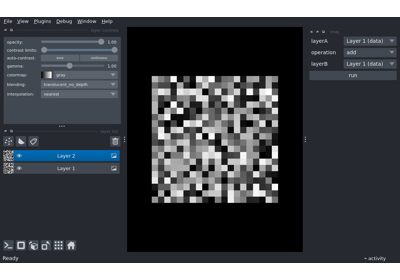 File View Plugins Debug Window Help
opacity: 1.00
contrast limits:
auto-contrast: once continuous
gamma: 1.00
colormap: gray
blending: translucent_no_depth
interpolation: nearest
Layer 2
Layer 1
layerA Layer 1 (data)
operation add
layerB Layer 1 (data)
run
Ready
activity